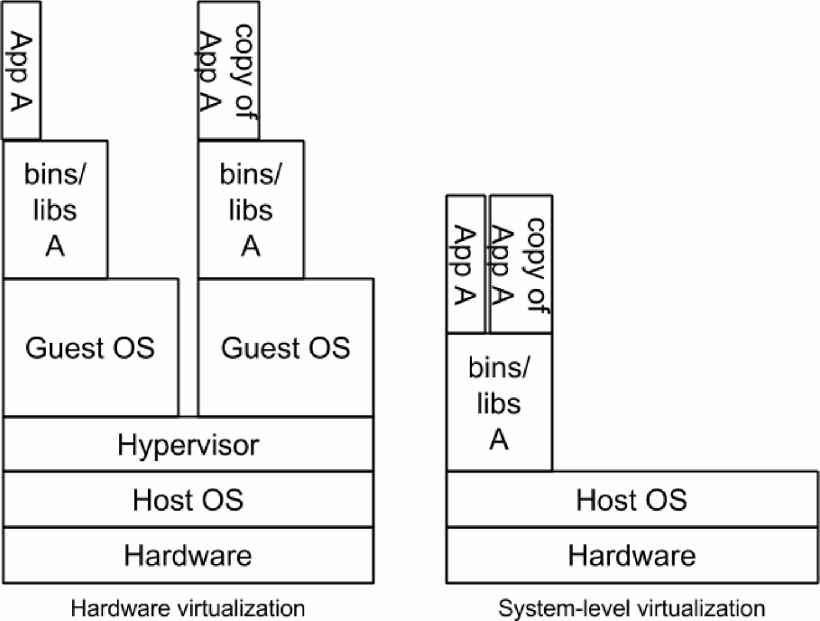 App A
copy of
App A
bins/
libs
A
bins/
libs
A
Guest OS
Guest OS
Hypervisor
Host OS
Hardware
Hardware virtualization
App A
copy of
App A
bins/
libs
A
Host OS
Hardware
System-level virtualization